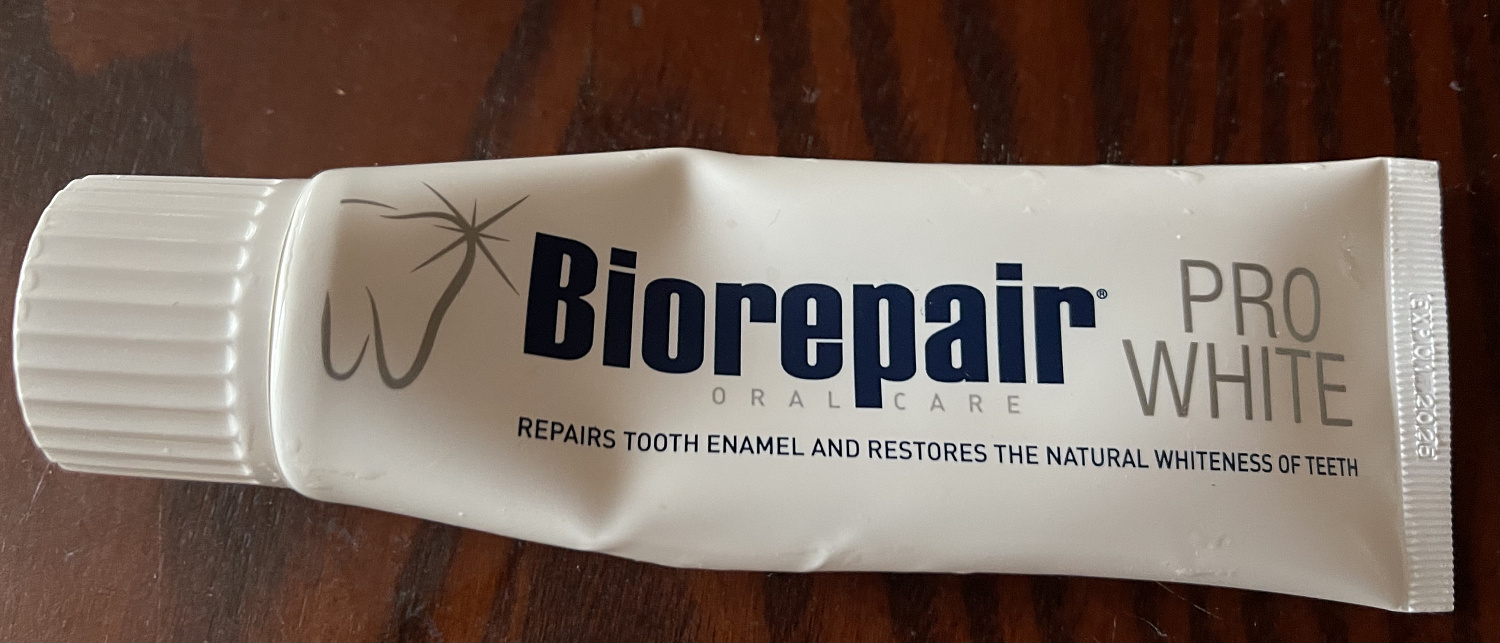 Biorepair®
ORAL CARE
PRO
WHITE
REPAIRS TOOTH ENAMEL AND RESTORES THE NATURAL WHITENESS OF TEETH